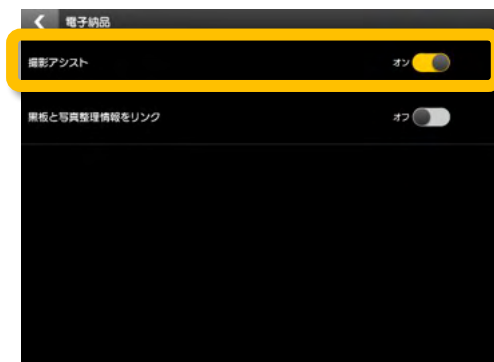 電子納品
撮影アシスト オン
黒板と写真整理情報をリンク オフ